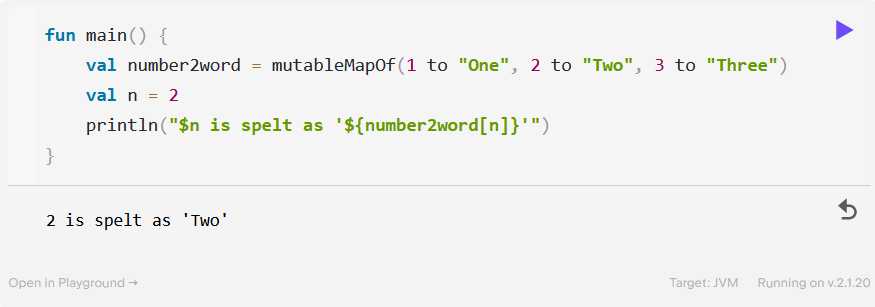 fun main() {
    val number2word = mutableMapOf(1 to "One", 2 to "Two", 3 to "Three")
    val n = 2
    println("$n is spelt as '${number2word[n]}'")
}
2 is spelt as 'Two'
Open in Playground → Target: JVM Running on v.2.1.20